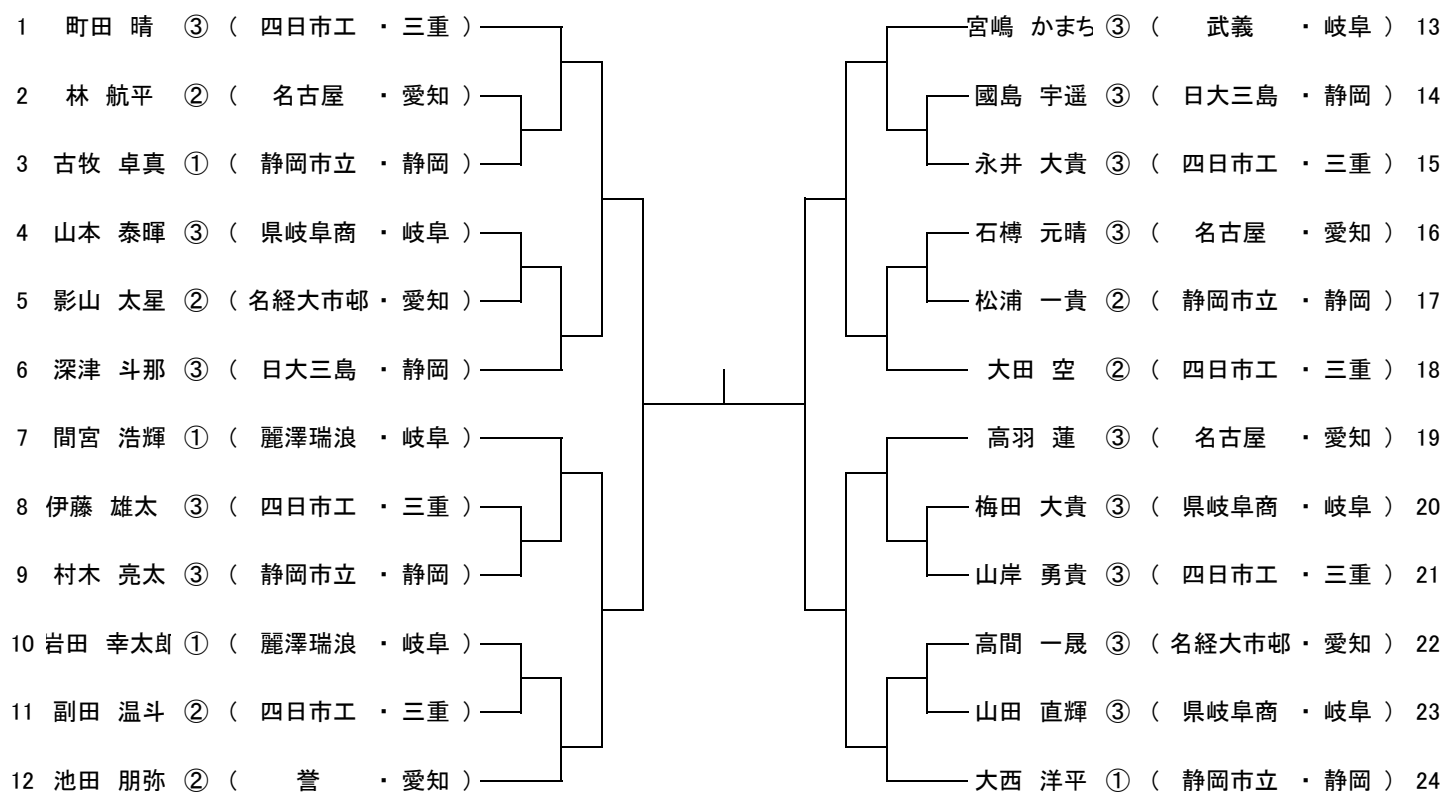 1 町田 晴 ③ ( 四日市工 ・ 三重 )
2 林 航平 ② ( 名古屋 ・ 愛知 )
3 古牧 卓真 ① ( 静岡市立 ・ 静岡 )
4 山本 泰暉 ③ ( 県岐阜商 ・ 岐阜 )
5 影山 太星 ② ( 名経大市邨 ・ 愛知 )
6 深津 斗那 ③ ( 日大三島 ・ 静岡 )
7 間宮 浩輝 ① ( 麗澤瑞浪 ・ 岐阜 )
8 伊藤 雄太 ③ ( 四日市工 ・ 三重 )
9 村木 亮太 ③ ( 静岡市立 ・ 静岡 )
10 岩田 幸太郎 ① ( 麗澤瑞浪 ・ 岐阜 )
11 副田 温斗 ② ( 四日市工 ・ 三重 )
12 池田 朋弥 ② ( 誉 ・ 愛知 )
宮嶋 かまち ③ ( 武義 ・ 岐阜 ) 13
國島 宇遥 ③ ( 日大三島 ・ 静岡 ) 14
永井 大貴 ③ ( 四日市工 ・ 三重 ) 15
石榑 元晴 ③ ( 名古屋 ・ 愛知 ) 16
松浦 一貴 ② ( 静岡市立 ・ 静岡 ) 17
大田 空 ② ( 四日市工 ・ 三重 ) 18
高羽 蓮 ③ ( 名古屋 ・ 愛知 ) 19
梅田 大貴 ③ ( 県岐阜商 ・ 岐阜 ) 20
山岸 勇貴 ③ ( 四日市工 ・ 三重 ) 21
高間 一晟 ③ ( 名経大市邨 ・ 愛知 ) 22
山田 直輝 ③ ( 県岐阜商 ・ 岐阜 ) 23
大西 洋平 ① ( 静岡市立 ・ 静岡 ) 24